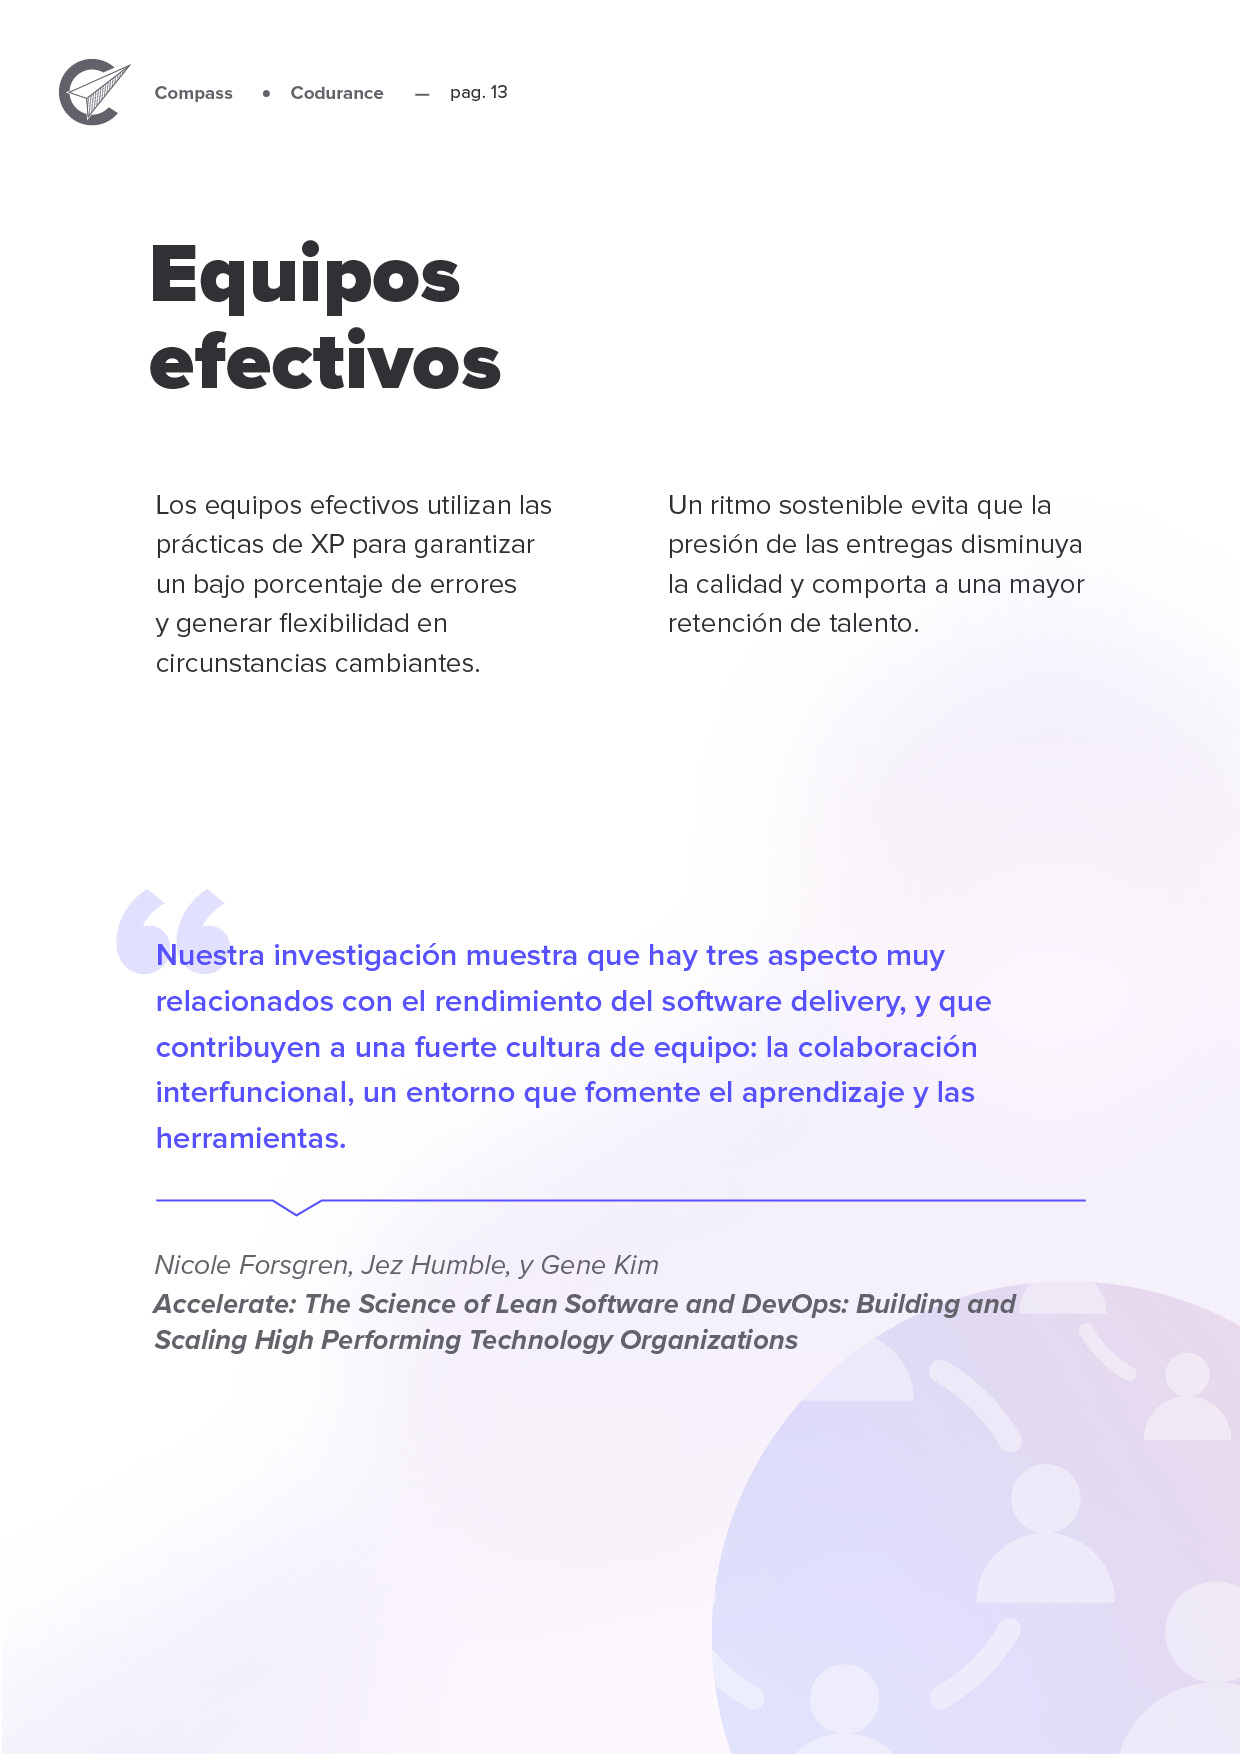 Compass • Codurance — pag. 13
Equipos
efectivos
Los equipos efectivos utilizan las
prácticas de XP para garantizar
un bajo porcentaje de errores
y generar flexibilidad en
circunstancias cambiantes.
Un ritmo sostenible evita que la
presión de las entregas disminuya
la calidad y comporta a una mayor
retención de talento.
“
Nuestra investigación muestra que hay tres aspecto muy
relacionados con el rendimiento del software delivery, y que
contribuyen a una fuerte cultura de equipo: la colaboración
interfuncional, un entorno que fomente el aprendizaje y las
herramientas.
Nicole Forsgren, Jez Humble, y Gene Kim
Accelerate: The Science of Lean Software and DevOps: Building and
Scaling High Performing Technology Organizations